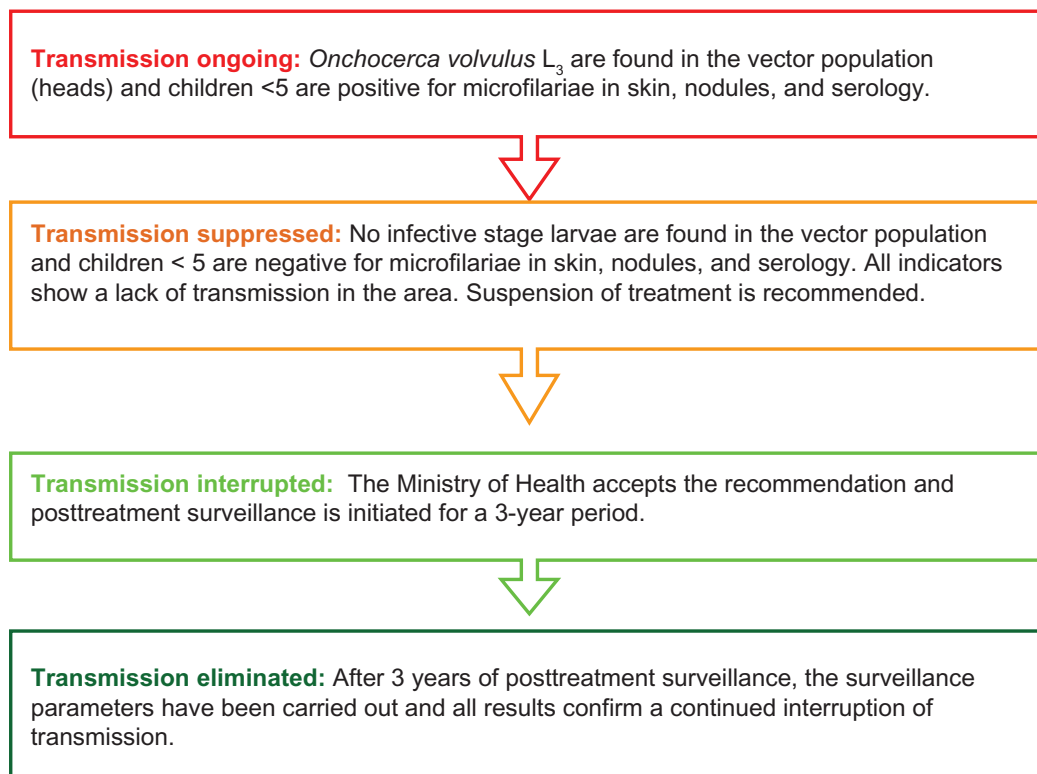 Transmission ongoing: Onchocerca volvulus L₃ are found in the vector population
(heads) and children <5 are positive for microfilariae in skin, nodules, and serology.
Transmission suppressed: No infective stage larvae are found in the vector population
and children < 5 are negative for microfilariae in skin, nodules, and serology. All indicators
show a lack of transmission in the area. Suspension of treatment is recommended.
Transmission interrupted: The Ministry of Health accepts the recommendation and
posttreatment surveillance is initiated for a 3-year period.
Transmission eliminated: After 3 years of posttreatment surveillance, the surveillance
parameters have been carried out and all results confirm a continued interruption of
transmission.